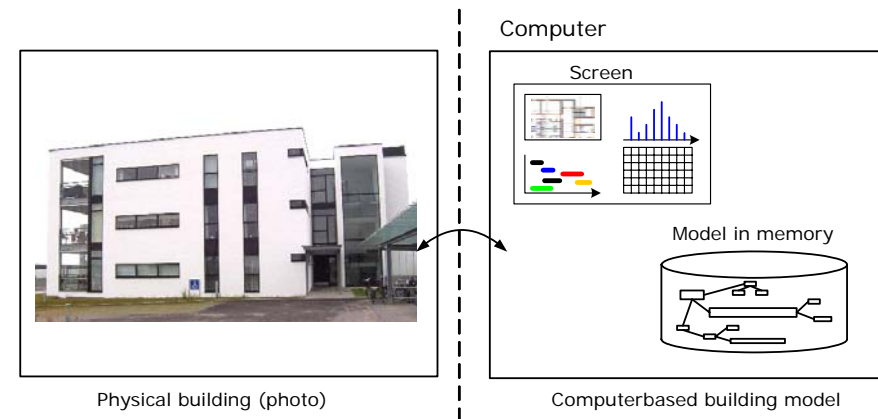 Computer
Screen
Model in memory
Physical building (photo)
Computerbased building model